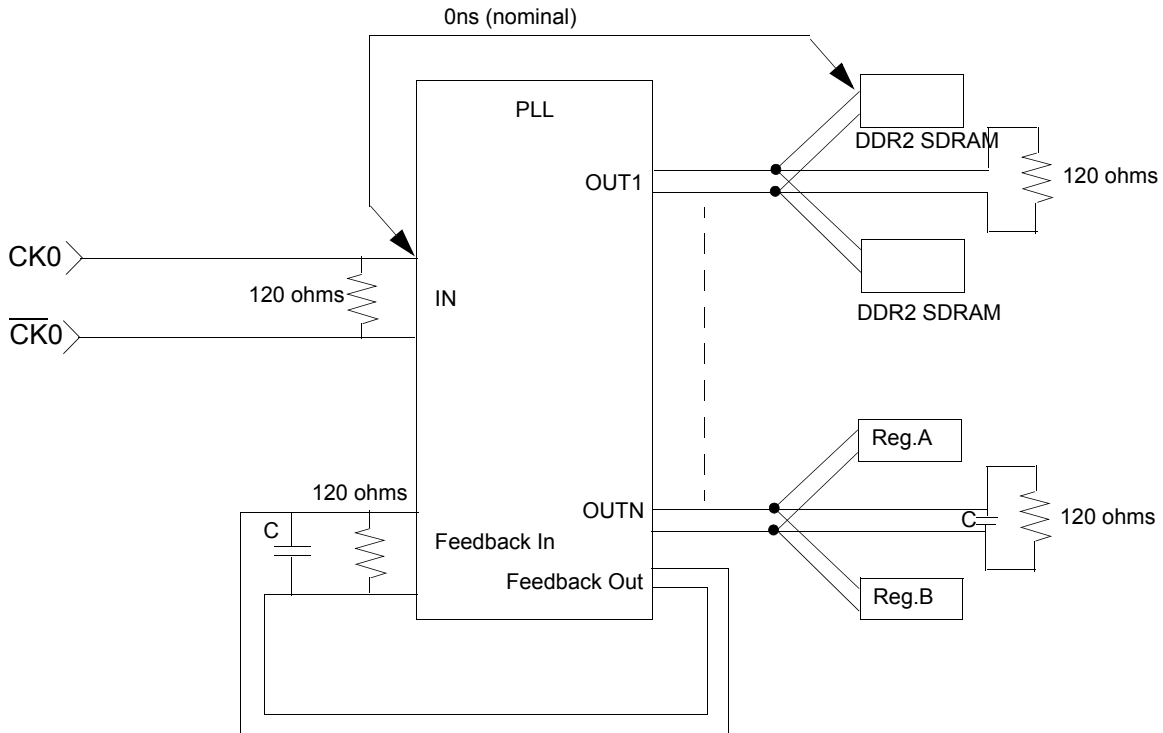 0ns (nominal)
PLL
DDR2 SDRAM
OUT1
120 ohms
CK0
120 ohms
IN
C̅K̅0
DDR2 SDRAM
Reg.A
120 ohms
OUTN
C
120 ohms
C
Feedback In
Feedback Out
Reg.B